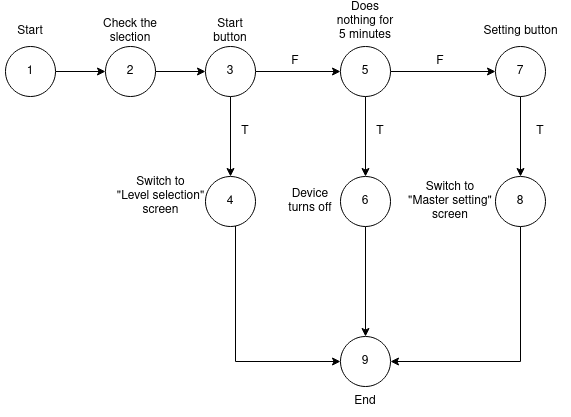 Start
Check the
slection
Start
button
Does
nothing for
5 minutes
Setting button
1
2
3
F
5
F
7
T
T
T
Switch to
"Level selection"
screen
4
Device
turns off
6
Switch to
"Master setting"
screen
8
9
End